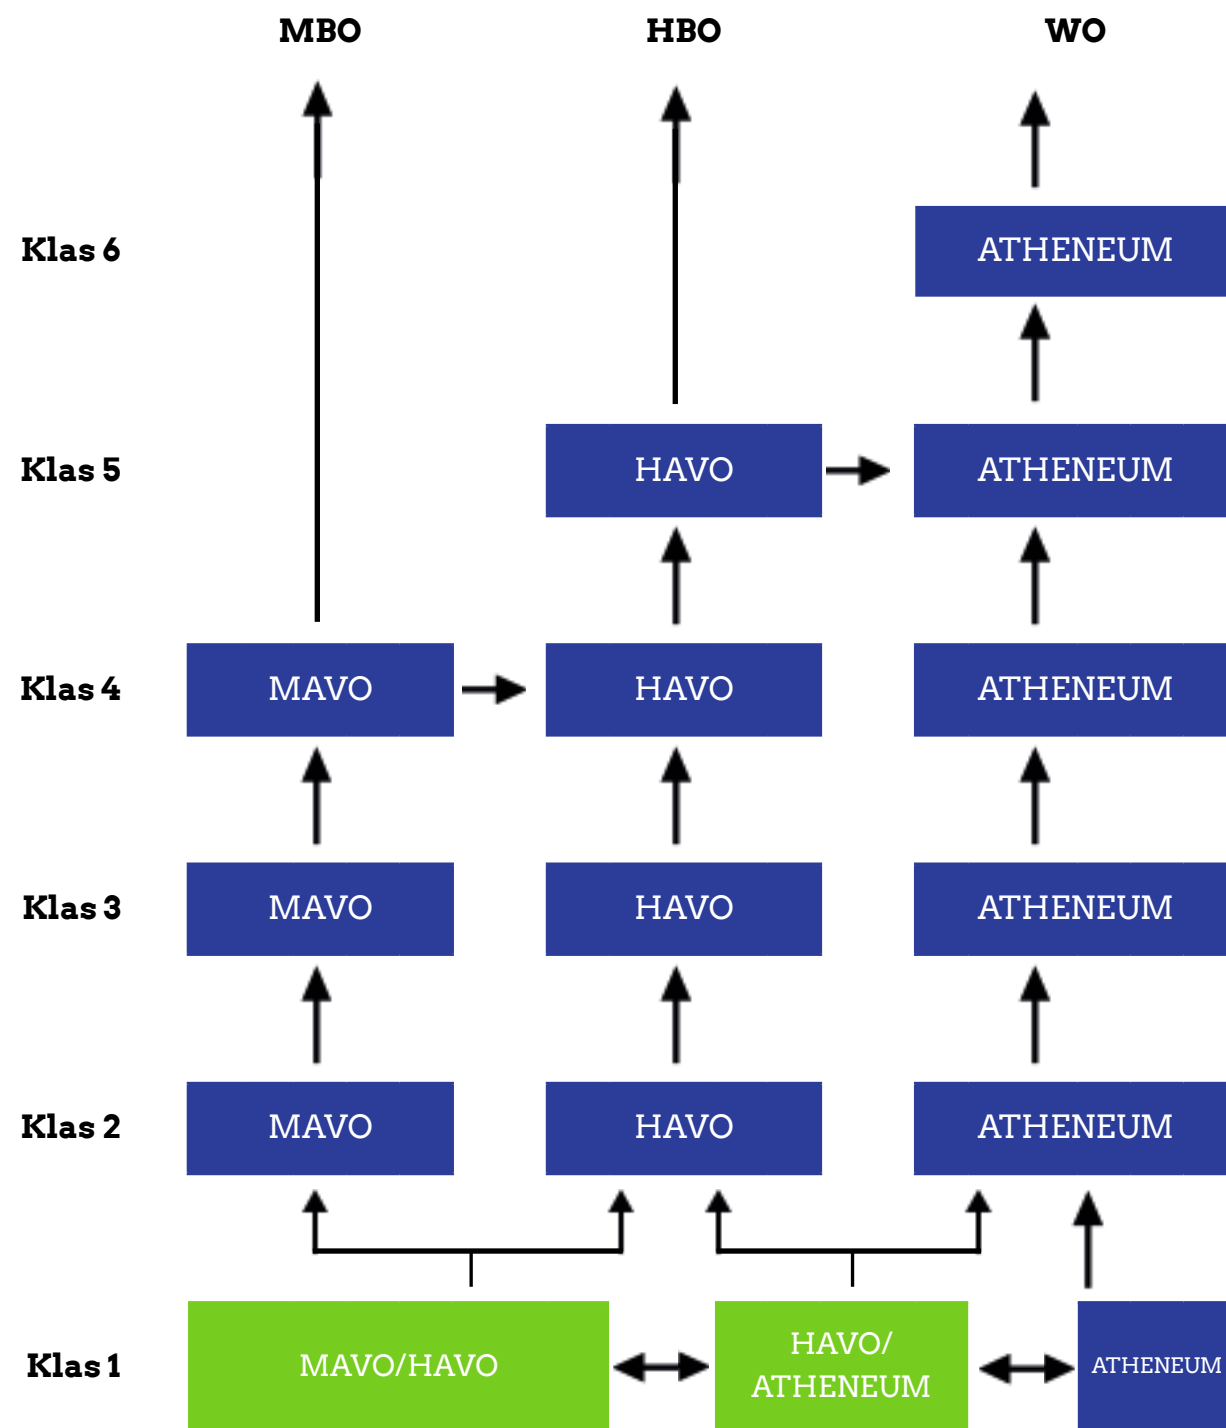 MBO HBO WO
Klas 6 ATHENEUM
Klas 5 HAVO ATHENEUM
Klas 4 MAVO HAVO ATHENEUM
Klas 3 MAVO HAVO ATHENEUM
Klas 2 MAVO HAVO ATHENEUM
Klas 1 MAVO/HAVO
HAVO/
ATHENEUM
ATHENEUM